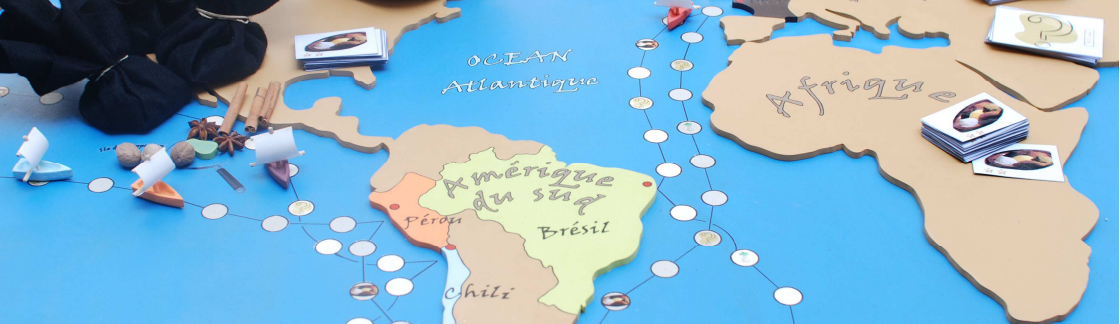 OCEAN
Atlantique
Afrique
?
Amérique
du sud
Pérou
Brésil
Chili